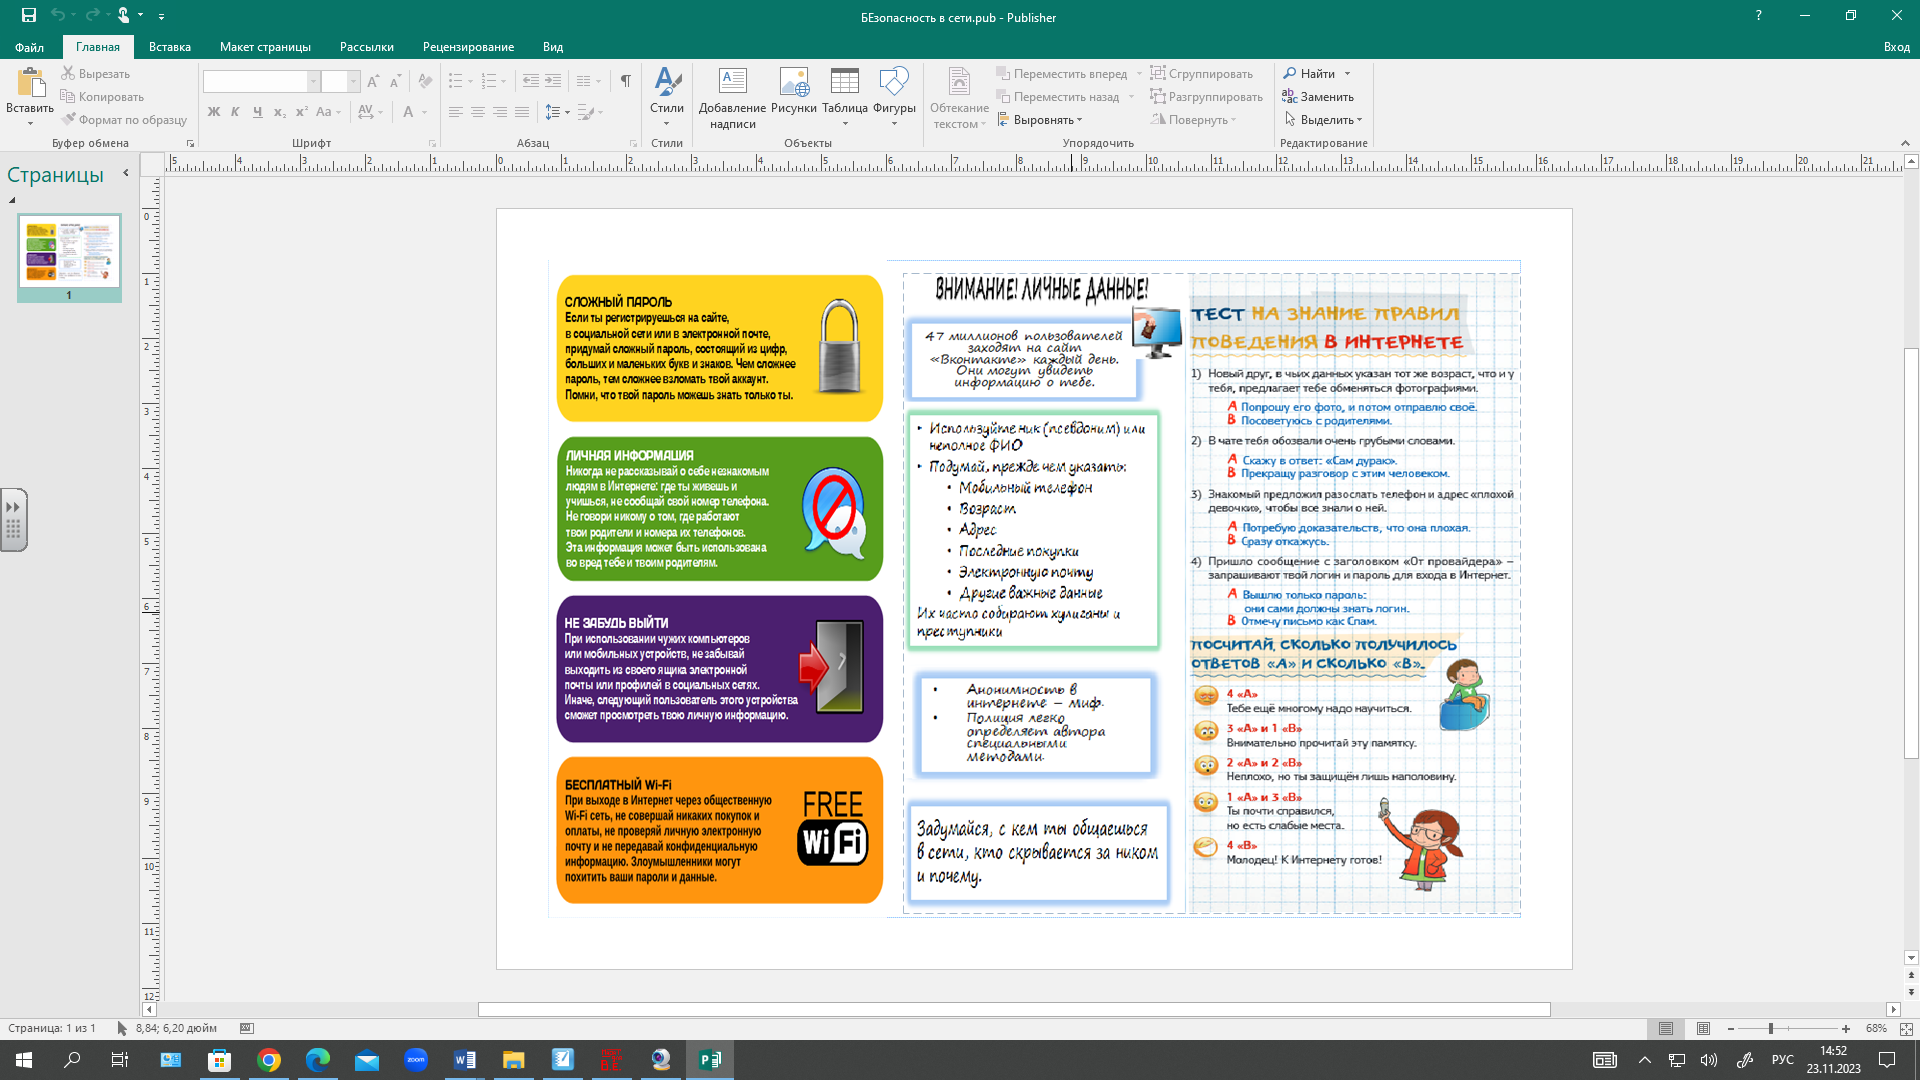 БЕзопасность в сети.pub - Publisher
Файл
Главная
Вставка
Макет страницы
Рассылки
Рецензирование
Вид
Вход
Вставить
Вырезать
Копировать
Формат по образцу
Буфер обмена
Ж К Ч x₂ x² Aa AV A
Шрифт
Абзац
Стили
Стили
Добавление надписи
Рисунки
Таблица
Фигуры
Объекты
Обтекание текстом
Переместить вперед
Переместить назад
Выровнять
Сгруппировать
Разгруппировать
Повернуть
Упорядочить
Найти
Заменить
Выделить
Редактирование
Страницы
1
СЛОЖНЫЙ ПАРОЛЬ
Если ты регистрируешься на сайте,
в социальной сети или в электронной почте,
придумай сложный пароль, состоящий из цифр,
больших и маленьких букв и знаков. Чем сложнее
пароль, тем сложнее взломать твой аккаунт.
Помни, что твой пароль можешь знать только ты.
ЛИЧНАЯ ИНФОРМАЦИЯ
Никогда не рассказывай о себе незнакомым
людям в Интернете: где ты живешь и
учишься, не сообщай свой номер телефона.
Не говори никому о том, где работают
твои родители и номера их телефонов.
Эта информация может быть использована
во вред тебе и твоим родителям.
НЕ ЗАБУДЬ ВЫЙТИ
При использовании чужих компьютеров
или мобильных устройств, не забывай
выходить из своего ящика электронной
почты или профилей в социальных сетях.
Иначе, следующий пользователь этого устройства
сможет просмотреть твою личную информацию.
БЕСПЛАТНЫЙ Wi-Fi
При выходе в Интернет через общественную
Wi-Fi сеть, не совершай никаких покупок и
оплаты, не проверяй личную электронную
почту и не передавай конфиденциальную
информацию. Злоумышленники могут
похитить ваши пароли и данные.
FREE
Wi Fi
ВНИМАНИЕ! ЛИЧНЫЕ ДАННЫЕ!
47 миллионов пользователей
заходят на сайт
«Вконтакте» каждый день.
Они могут увидеть
информацию о тебе.
• Используйте ник (псевдоним) или
неполное ФИО
• Подумай, прежде чем указать:
• Мобильный телефон
• Возраст
• Адрес
• Последние покупки
• Электронную почту
• Другие важные данные
Их часто собирают хулиганы и
преступники
• Анонимность в
интернете – миф.
• Полиция легко
определяет автора
специальными
методами.
Задумайся, с кем ты общаешься
в сети, кто скрывается за ником
и почему.
ТЕСТ НА ЗНАНИЕ ПРАВИЛ
ПОВЕДЕНИЯ В ИНТЕРНЕТЕ
1) Новый друг, в чьих данных указан тот же возраст, что и у
тебя, предлагает тебе обменяться фотографиями.
А Попрошу его фото, и потом отправлю своё.
В Посоветуюсь с родителями.
2) В чате тебя обозвали очень грубыми словами.
А Скажу в ответ: «Сам дурак».
В Прекращу разговор с этим человеком.
3) Знакомый предложил разослать телефон и адрес «плохой
девочки», чтобы все знали о ней.
А Потребую доказательств, что она плохая.
В Сразу откажусь.
4) Пришло сообщение с заголовком «От провайдера» –
запрашивают твой логин и пароль для входа в Интернет.
А Вышлю только пароль:
они сами должны знать логин.
В Отмечу письмо как Спам.
ПОСЧИТАЙ, СКОЛЬКО ПОЛУЧИЛОСЬ
ОТВЕТОВ «А» И СКОЛЬКО «В».
4 «А»
Тебе ещё многому надо научиться.
3 «А» и 1 «В»
Внимательно прочитай эту памятку.
2 «А» и 2 «В»
Неплохо, но ты защищён лишь наполовину.
1 «А» и 3 «В»
Ты почти справился,
но есть слабые места.
4 «В»
Молодец! К Интернету готов!
Страница: 1 из 1
8,84; 6,20 дюйм
68%
zoom
РУС
14:52
23.11.2023